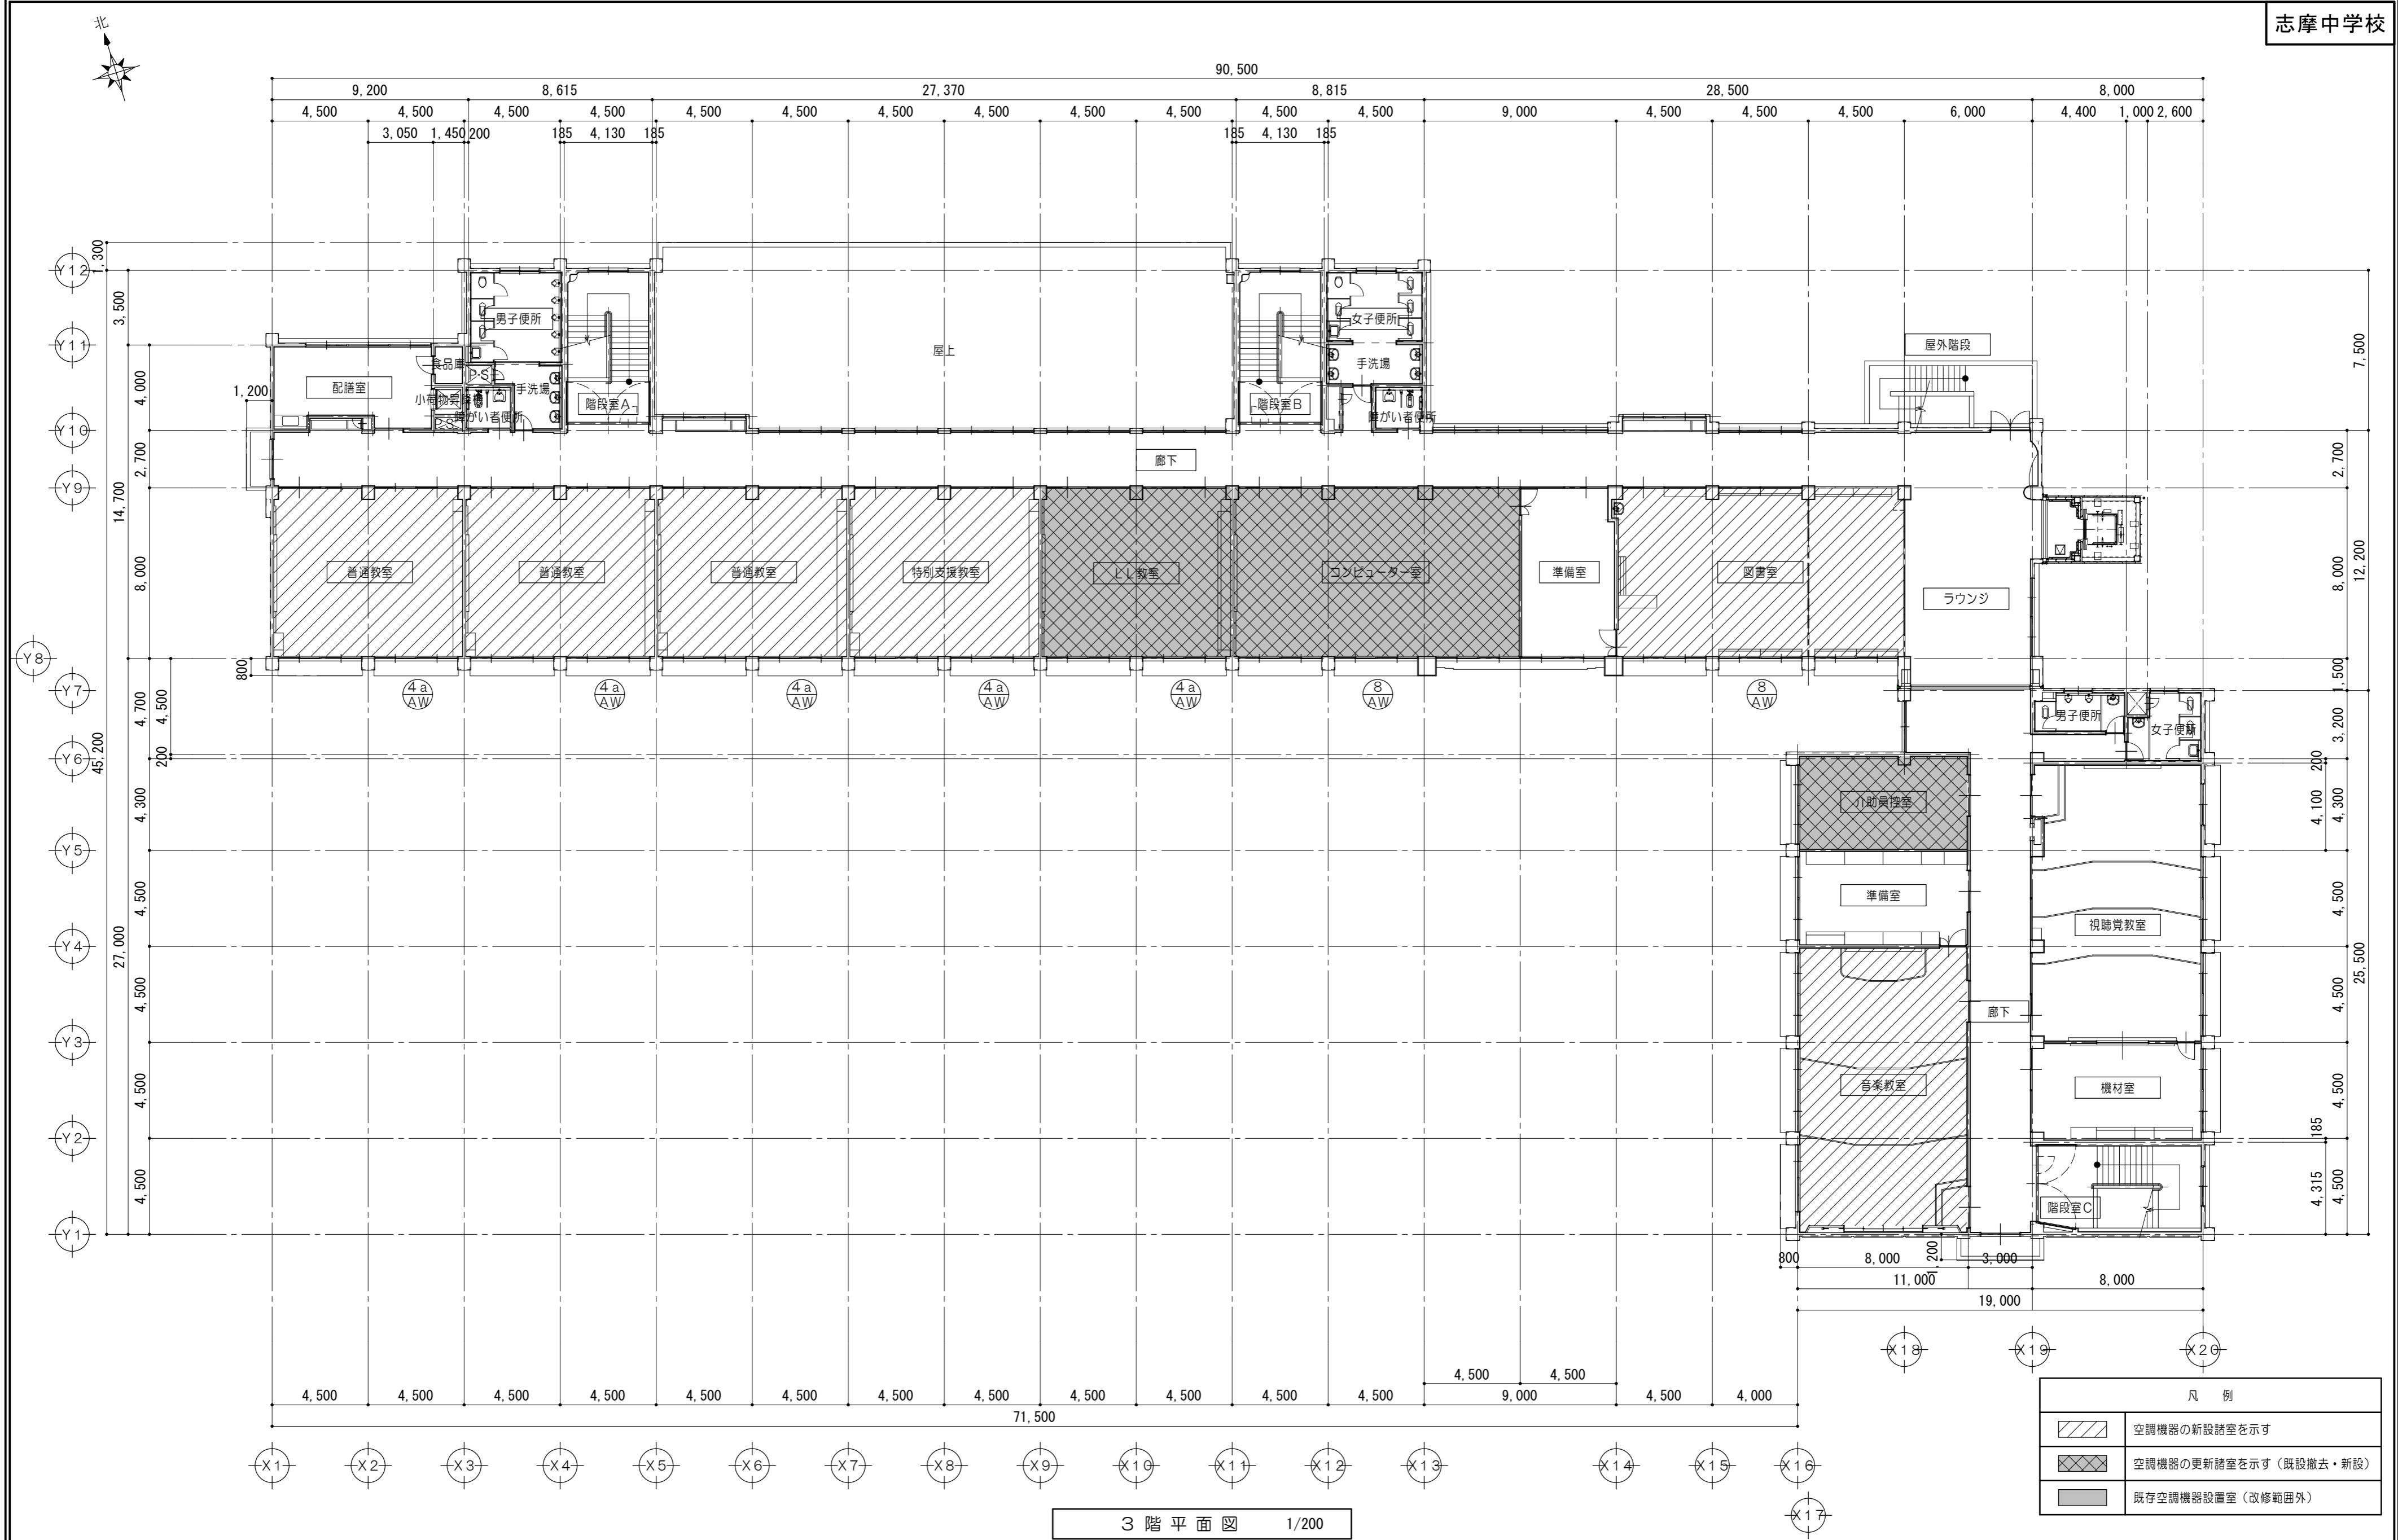 志摩中学校
北
90,500
9,200 8,615 27,370 8,815 28,500 8,000
4,500 4,500 4,500 4,500 4,500 4,500 4,500 4,500 4,500 4,500 4,500 4,500 9,000 4,500 4,500 4,500 6,000 4,400 1,000 2,600
3,050 1,450 200 185 4,130 185 185 4,130 185
Y12
Y11
Y10
Y9
Y8
Y7
Y6
Y5
Y4
Y3
Y2
Y1
1,300
45,200
3,500
14,700
27,000
4,000
2,700
8,000
4,700
4,300
4,500
4,500
4,500
4,500
4,500
200
800
1,200
男子便所
屋上
女子便所
屋外階段
食品庫
P.S
手洗場
手洗場
配膳室
小荷物昇降機
障がい者便所
P.S
階段室A
階段室B
障がい者便所
廊下
普通教室
普通教室
普通教室
特別支援教室
LL教室
コンピューター室
準備室
図書室
ラウンジ
4a
AW
4a
AW
4a
AW
4a
AW
4a
AW
8
AW
8
AW
男子便所
女子便所
介助員控室
準備室
視聴覚教室
廊下
音楽教室
機材室
階段室C
7,500
2,700
8,000
12,200
1,500
3,200
200
4,100
4,300
4,500
4,500
25,500
4,500
185
4,315
4,500
800 8,000 1,200 3,000
11,000 8,000
19,000
X18 X19 X20
4,500 4,500
4,500 4,500 4,500 4,500 4,500 4,500 4,500 4,500 4,500 4,500 4,500 4,500 9,000 4,500 4,000
71,500
X1 X2 X3 X4 X5 X6 X7 X8 X9 X10 X11 X12 X13 X14 X15 X16
X17
凡 例
空調機器の新設諸室を示す
空調機器の更新諸室を示す（既設撤去・新設）
既存空調機器設置室（改修範囲外）
3階平面図 1/200